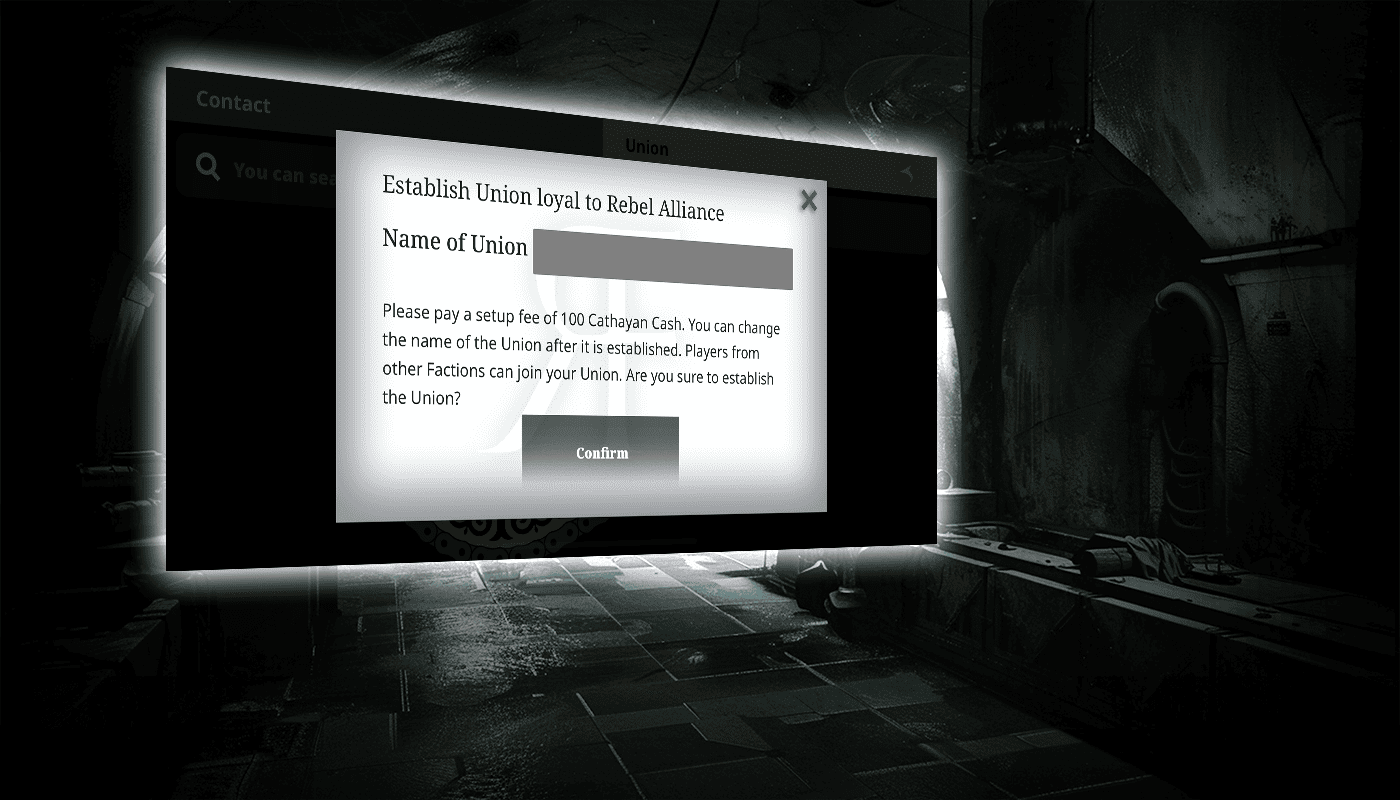 Contact
Union
You can sea
Establish Union loyal to Rebel Alliance
Name of Union
Please pay a setup fee of 100 Cathayan Cash. You can change
the name of the Union after it is established. Players from
other Factions can join your Union. Are you sure to establish
the Union?
Confirm